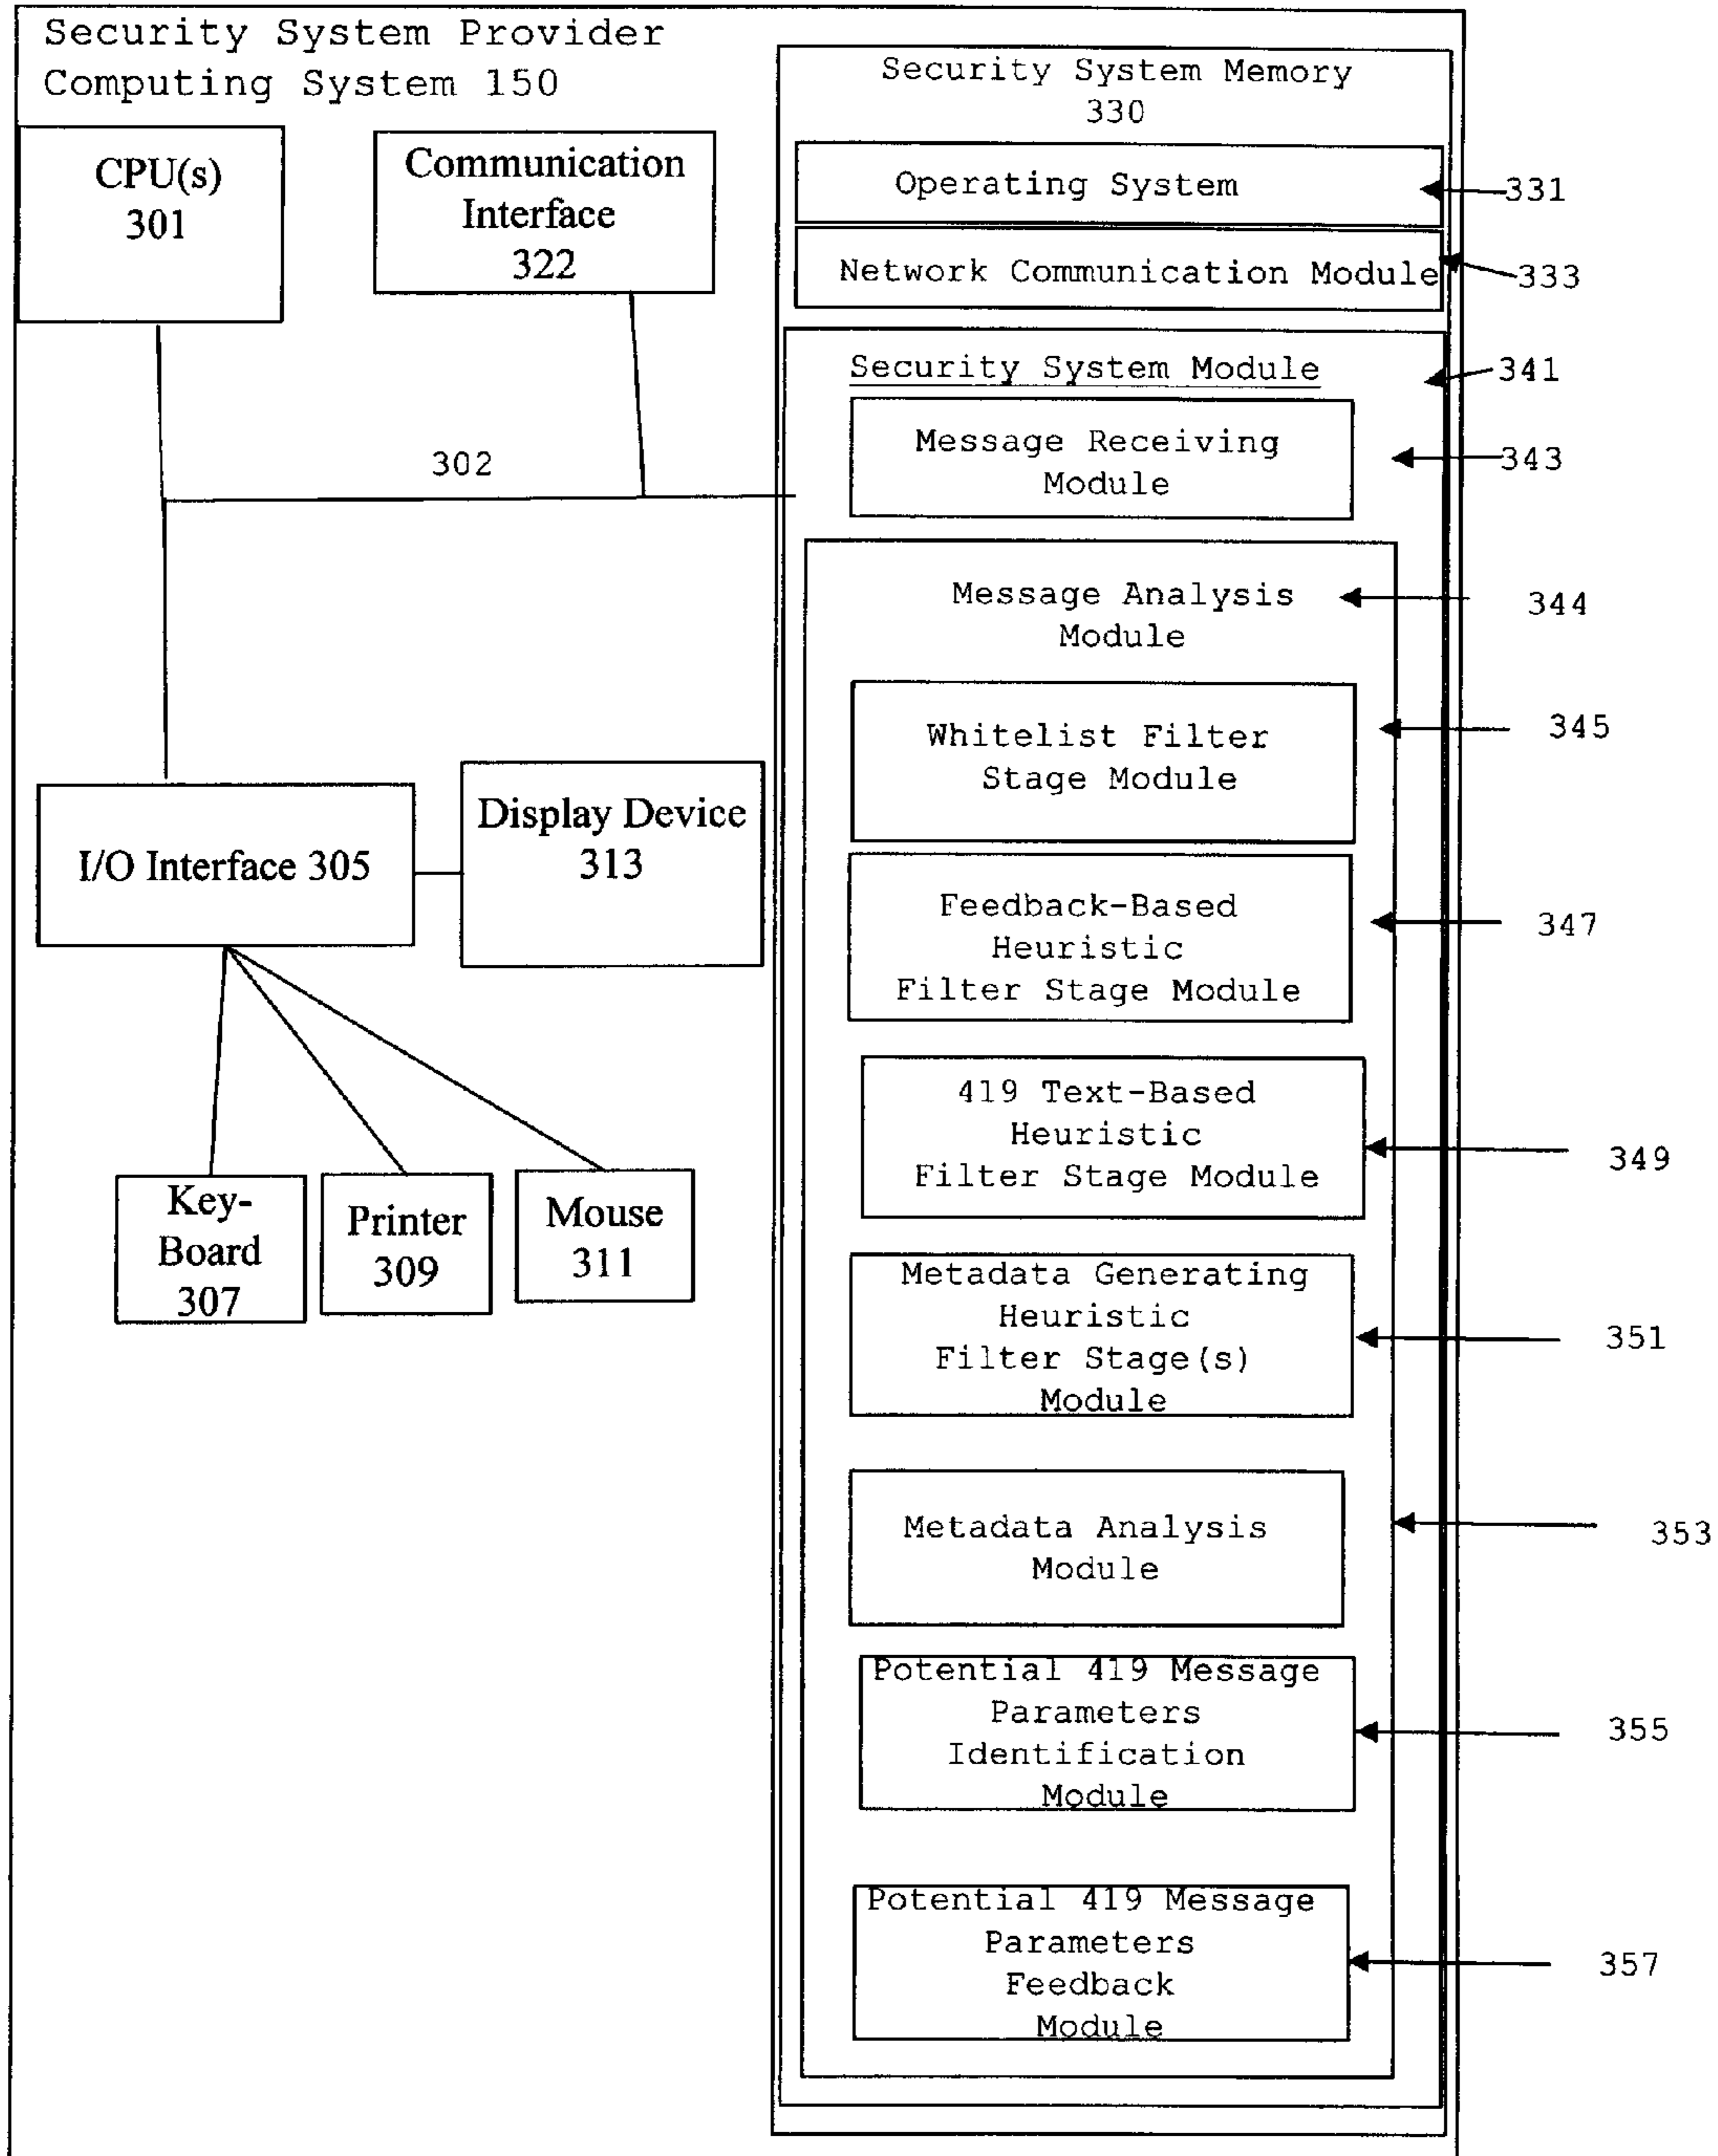 Security System Provider
Computing System 150
CPU(s)
301
Communication
Interface
322
302
I/O Interface 305
Display Device
313
Key-
Board
307
Printer
309
Mouse
311
Security System Memory
330
Operating System
331
Network Communication Module
333
Security System Module
341
Message Receiving
Module
343
Message Analysis
Module
344
Whitelist Filter
Stage Module
345
Feedback-Based
Heuristic
Filter Stage Module
347
419 Text-Based
Heuristic
Filter Stage Module
349
Metadata Generating
Heuristic
Filter Stage(s)
Module
351
Metadata Analysis
Module
353
Potential 419 Message
Parameters
Identification
Module
355
Potential 419 Message
Parameters
Feedback
Module
357